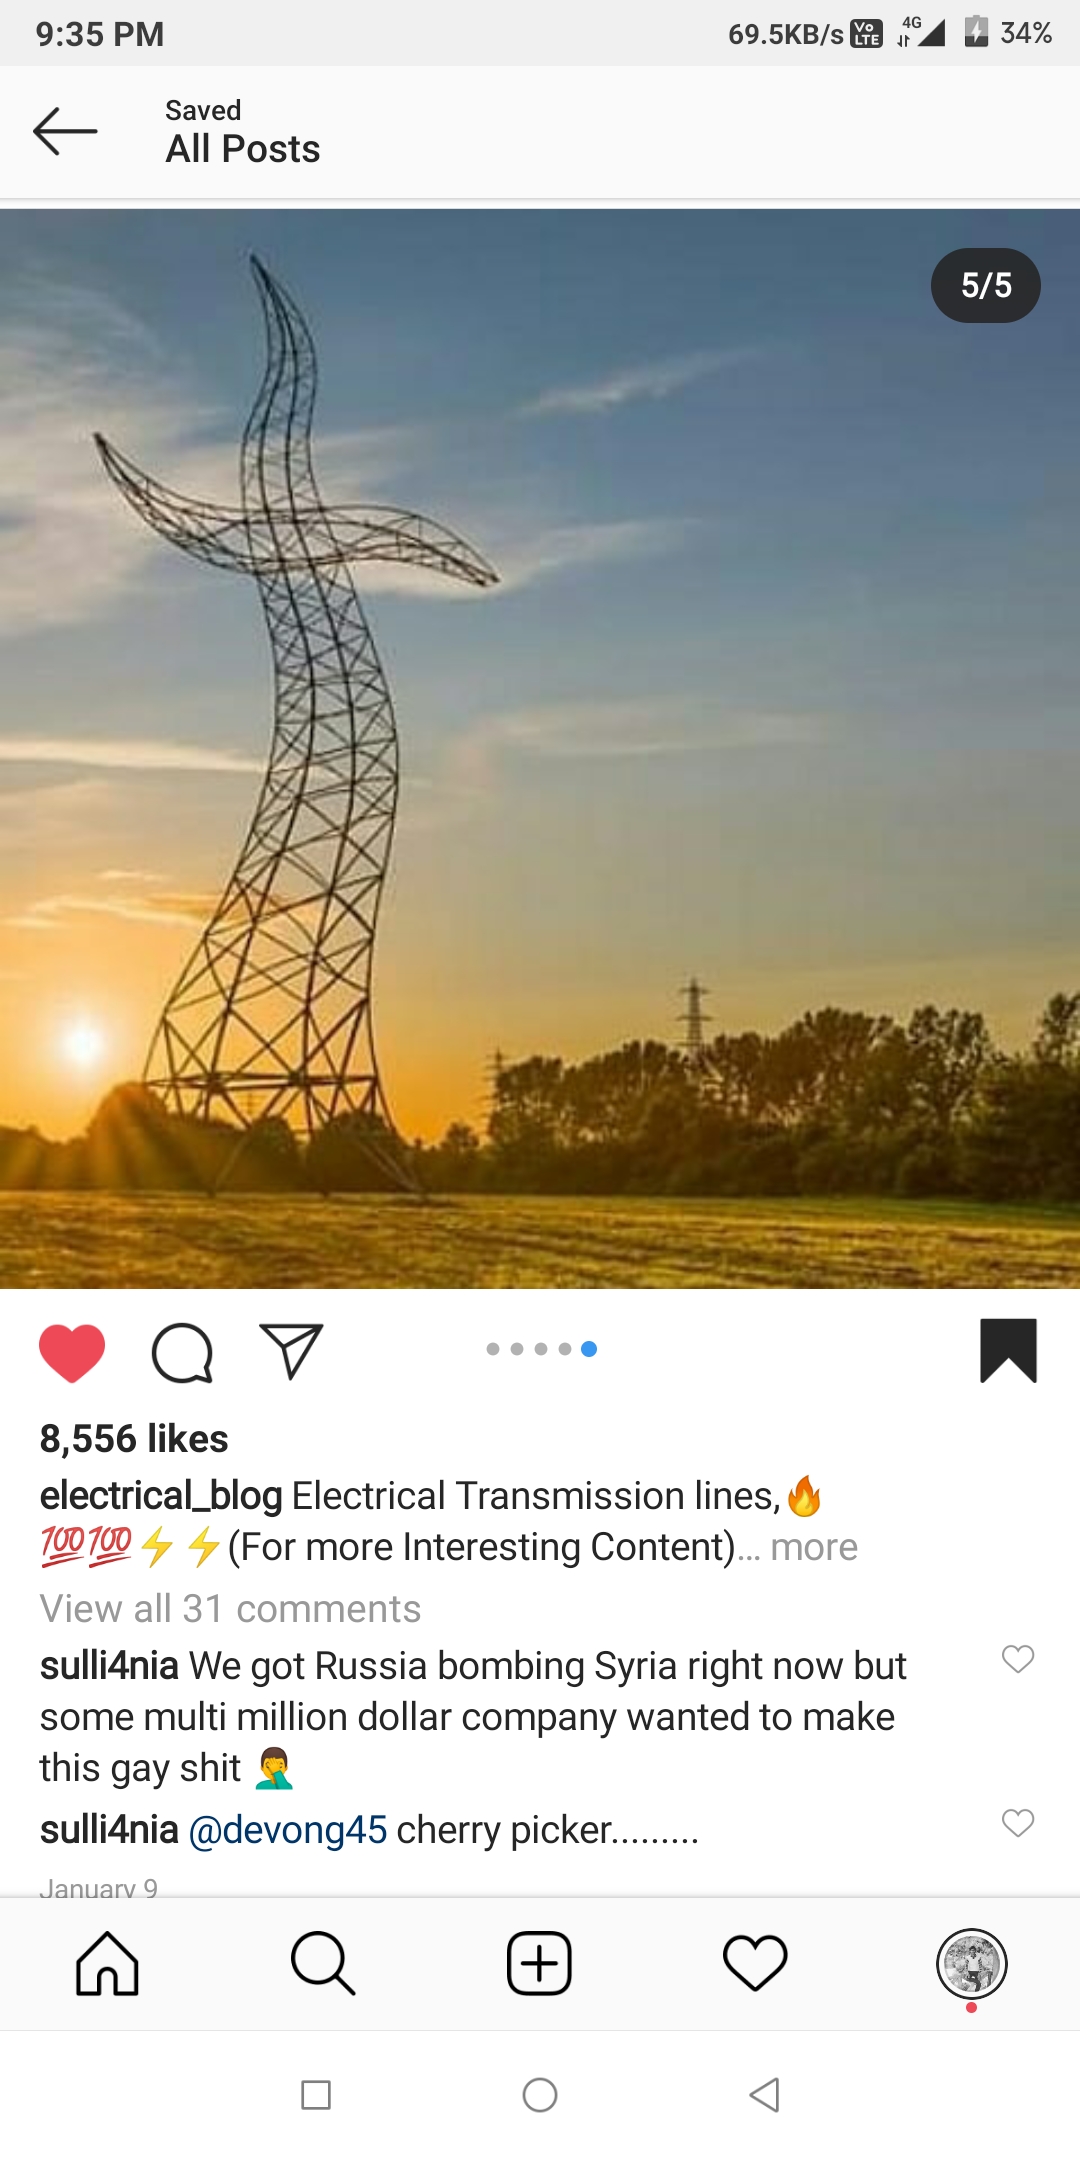 9:35 PM
69.5KB/s Vo LTE 4G 34%
Saved
All Posts
5/5
8,556 likes
electrical_blog Electrical Transmission lines,🔥
💯💯⚡⚡(For more Interesting Content)... more
View all 31 comments
sulli4nia We got Russia bombing Syria right now but
some multi million dollar company wanted to make
this gay shit 🤦‍♂️
sulli4nia @devong45 cherry picker.........
January 9